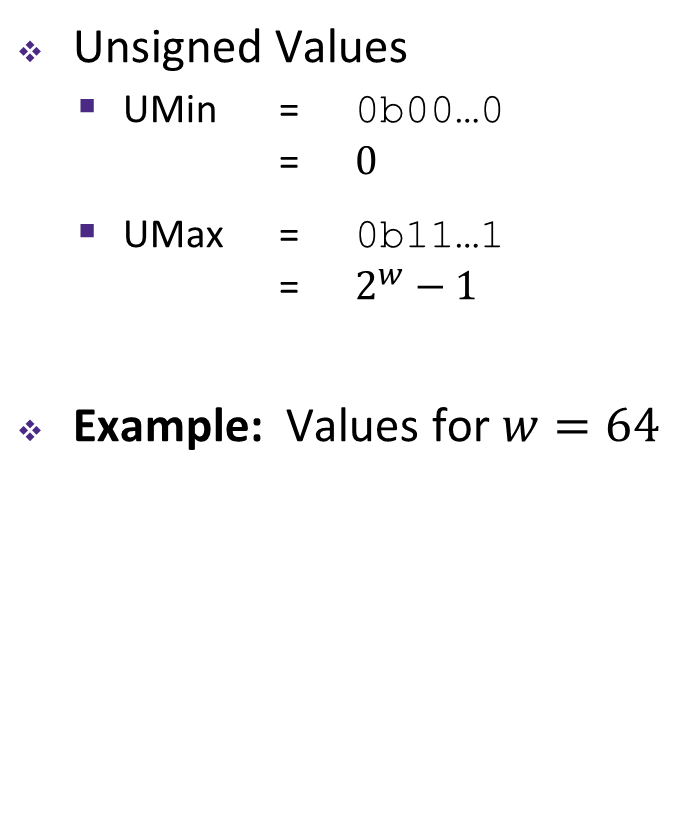 ❖ Unsigned Values
▪ UMin = 0b00…0
= 0
▪ UMax = 0b11…1
= 2^w − 1
❖ Example: Values for w = 64